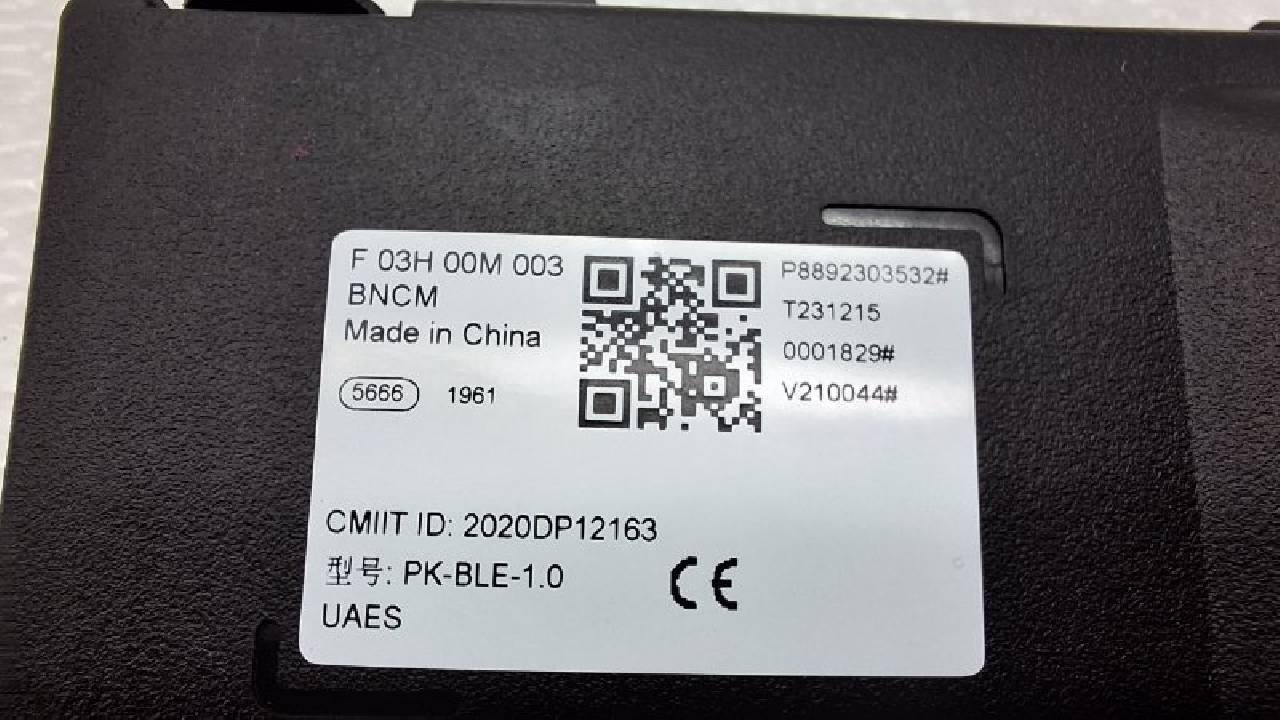 F 03H 00M 003
BNCM
Made in China
5666 1961
P8892303532#
T231215
0001829#
V210044#
CMIIT ID: 2020DP12163
型号: PK-BLE-1.0
UAES
CE